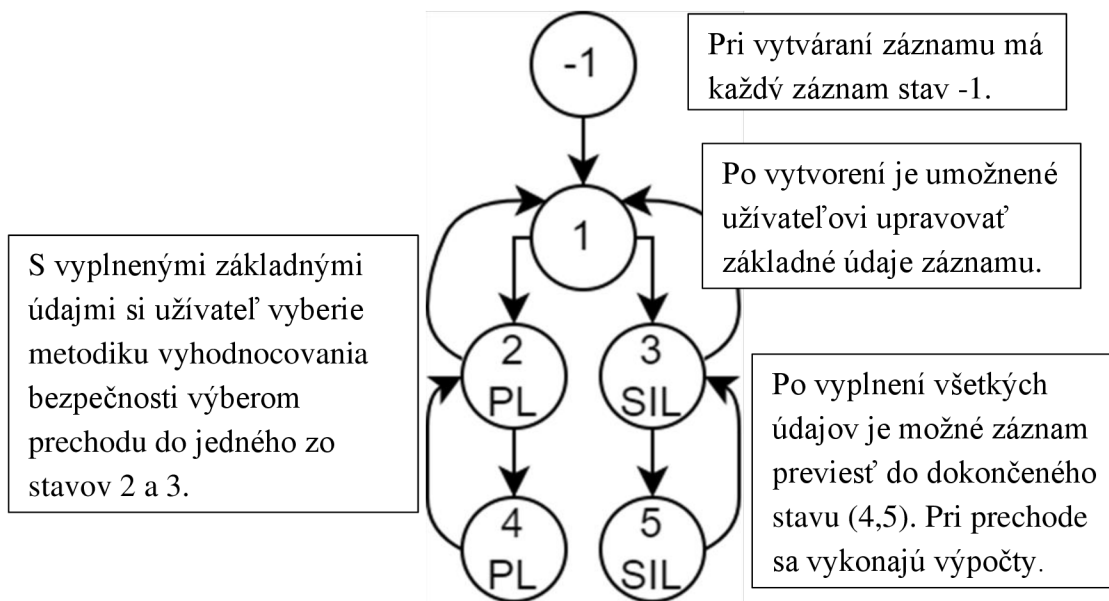 -1
Pri vytváraní záznamu má
každý záznam stav -1.
Po vytvorení je umožnené
užívateľovi upravovať
základné údaje záznamu.
1
S vyplnenými základnými
údajmi si užívateľ vyberie
metodiku vyhodnocovania
bezpečnosti výberom
prechodu do jedného zo
stavov 2 a 3.
2
PL
3
SIL
Po vyplnení všetkých
údajov je možné záznam
previesť do dokončeného
stavu (4,5). Pri prechode
sa vykonajú výpočty.
4
PL
5
SIL